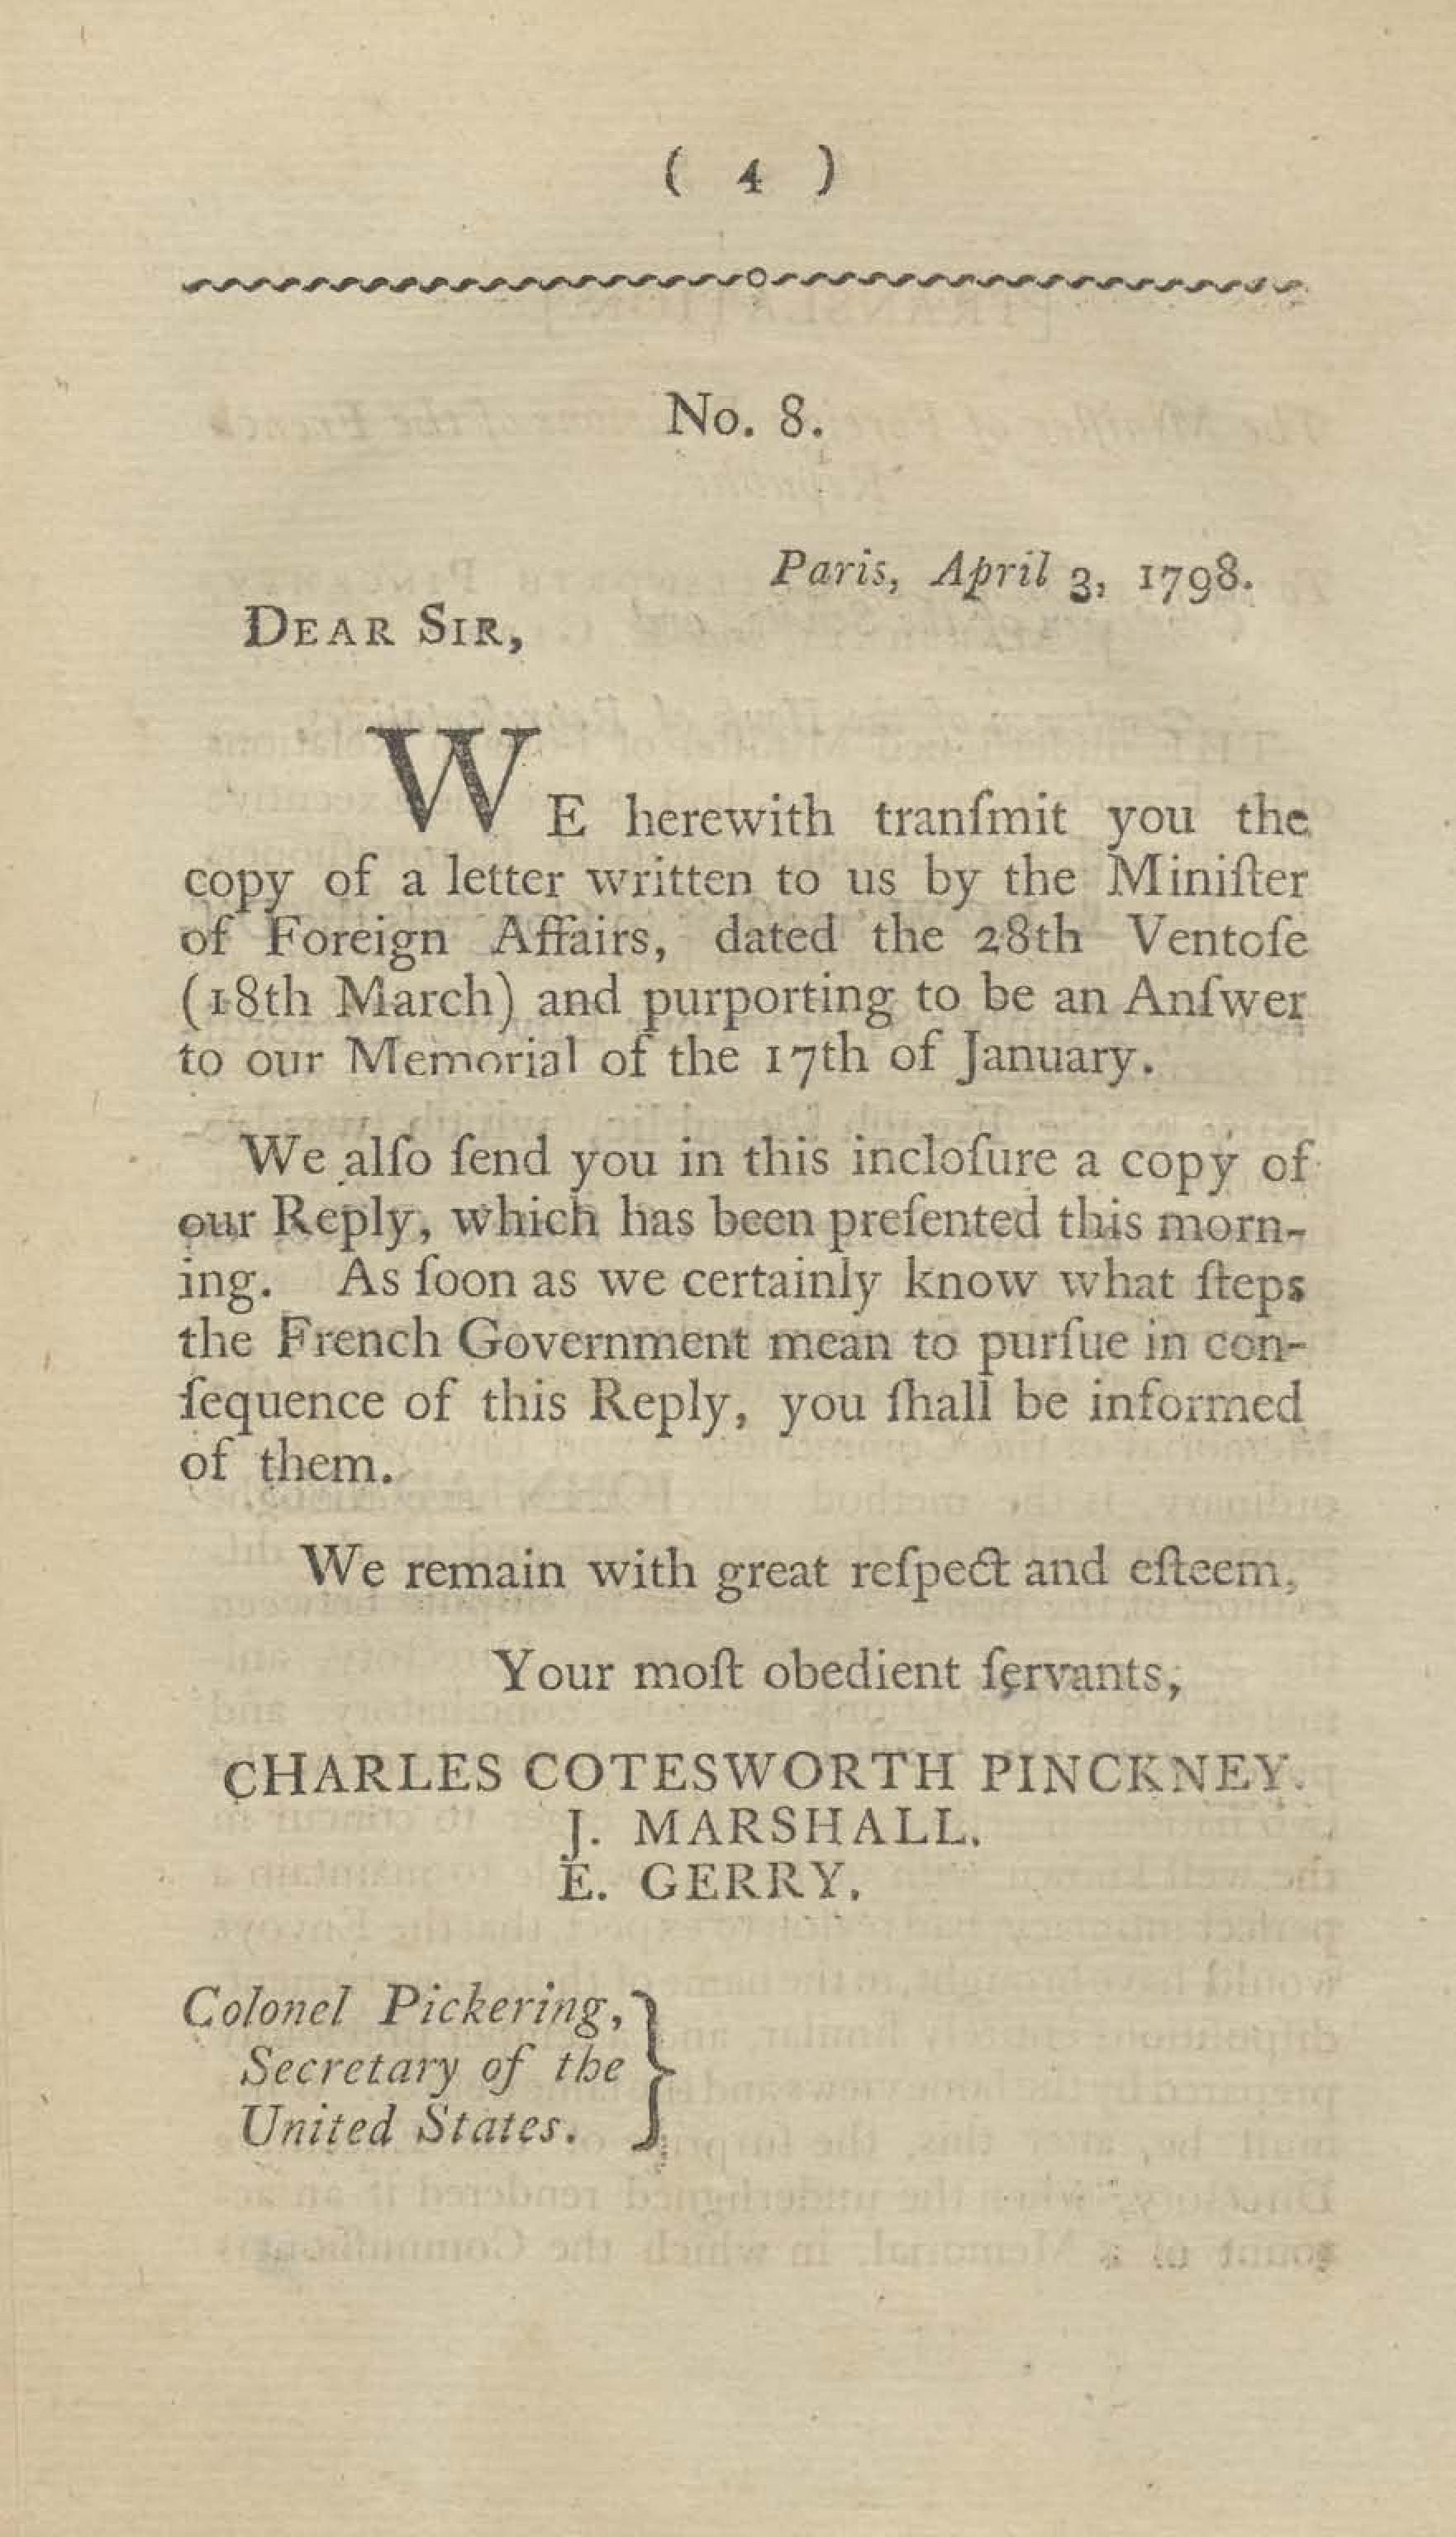 ( 4 )
No. 8.
Paris, April 3, 1798.
DEAR SIR,
WE herewith tranſmit you the
copy of a letter written to us by the Miniſter
of Foreign Affairs, dated the 28th Ventoſe
(18th March) and purporting to be an Anſwer
to our Memorial of the 17th of January.
We alſo ſend you in this incloſure a copy of
our Reply, which has been preſented this morn-
ing. As ſoon as we certainly know what ſteps
the French Government mean to purſue in con-
ſequence of this Reply, you ſhall be informed
of them.
We remain with great reſpect and eſteem,
Your moſt obedient ſervants,
CHARLES COTESWORTH PINCKNEY.
J. MARSHALL.
E. GERRY.
Colonel Pickering,
Secretary of the
United States.